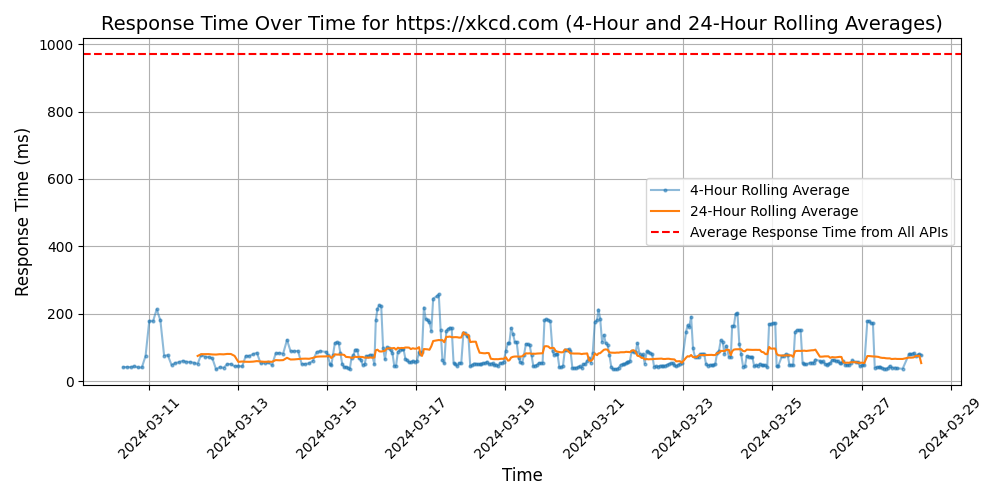 Response Time Over Time for https://xkcd.com (4-Hour and 24-Hour Rolling Averages)
Response Time (ms)
1000
800
600
400
200
0
4-Hour Rolling Average
24-Hour Rolling Average
Average Response Time from All APIs
2024-03-11
2024-03-13
2024-03-15
2024-03-17
2024-03-19
2024-03-21
2024-03-23
2024-03-25
2024-03-27
2024-03-29
Time